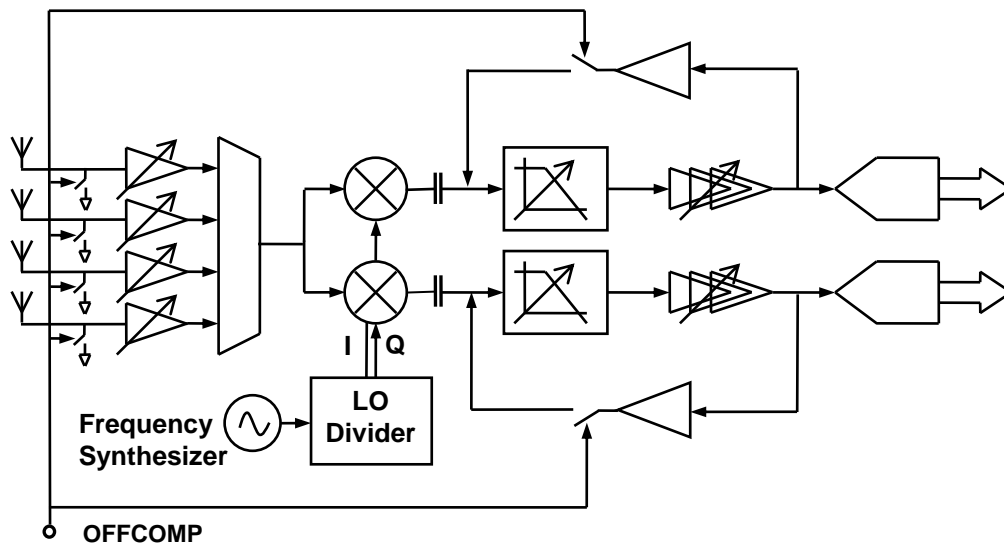 I Q
LO
Divider
Frequency
Synthesizer
OFFCOMP